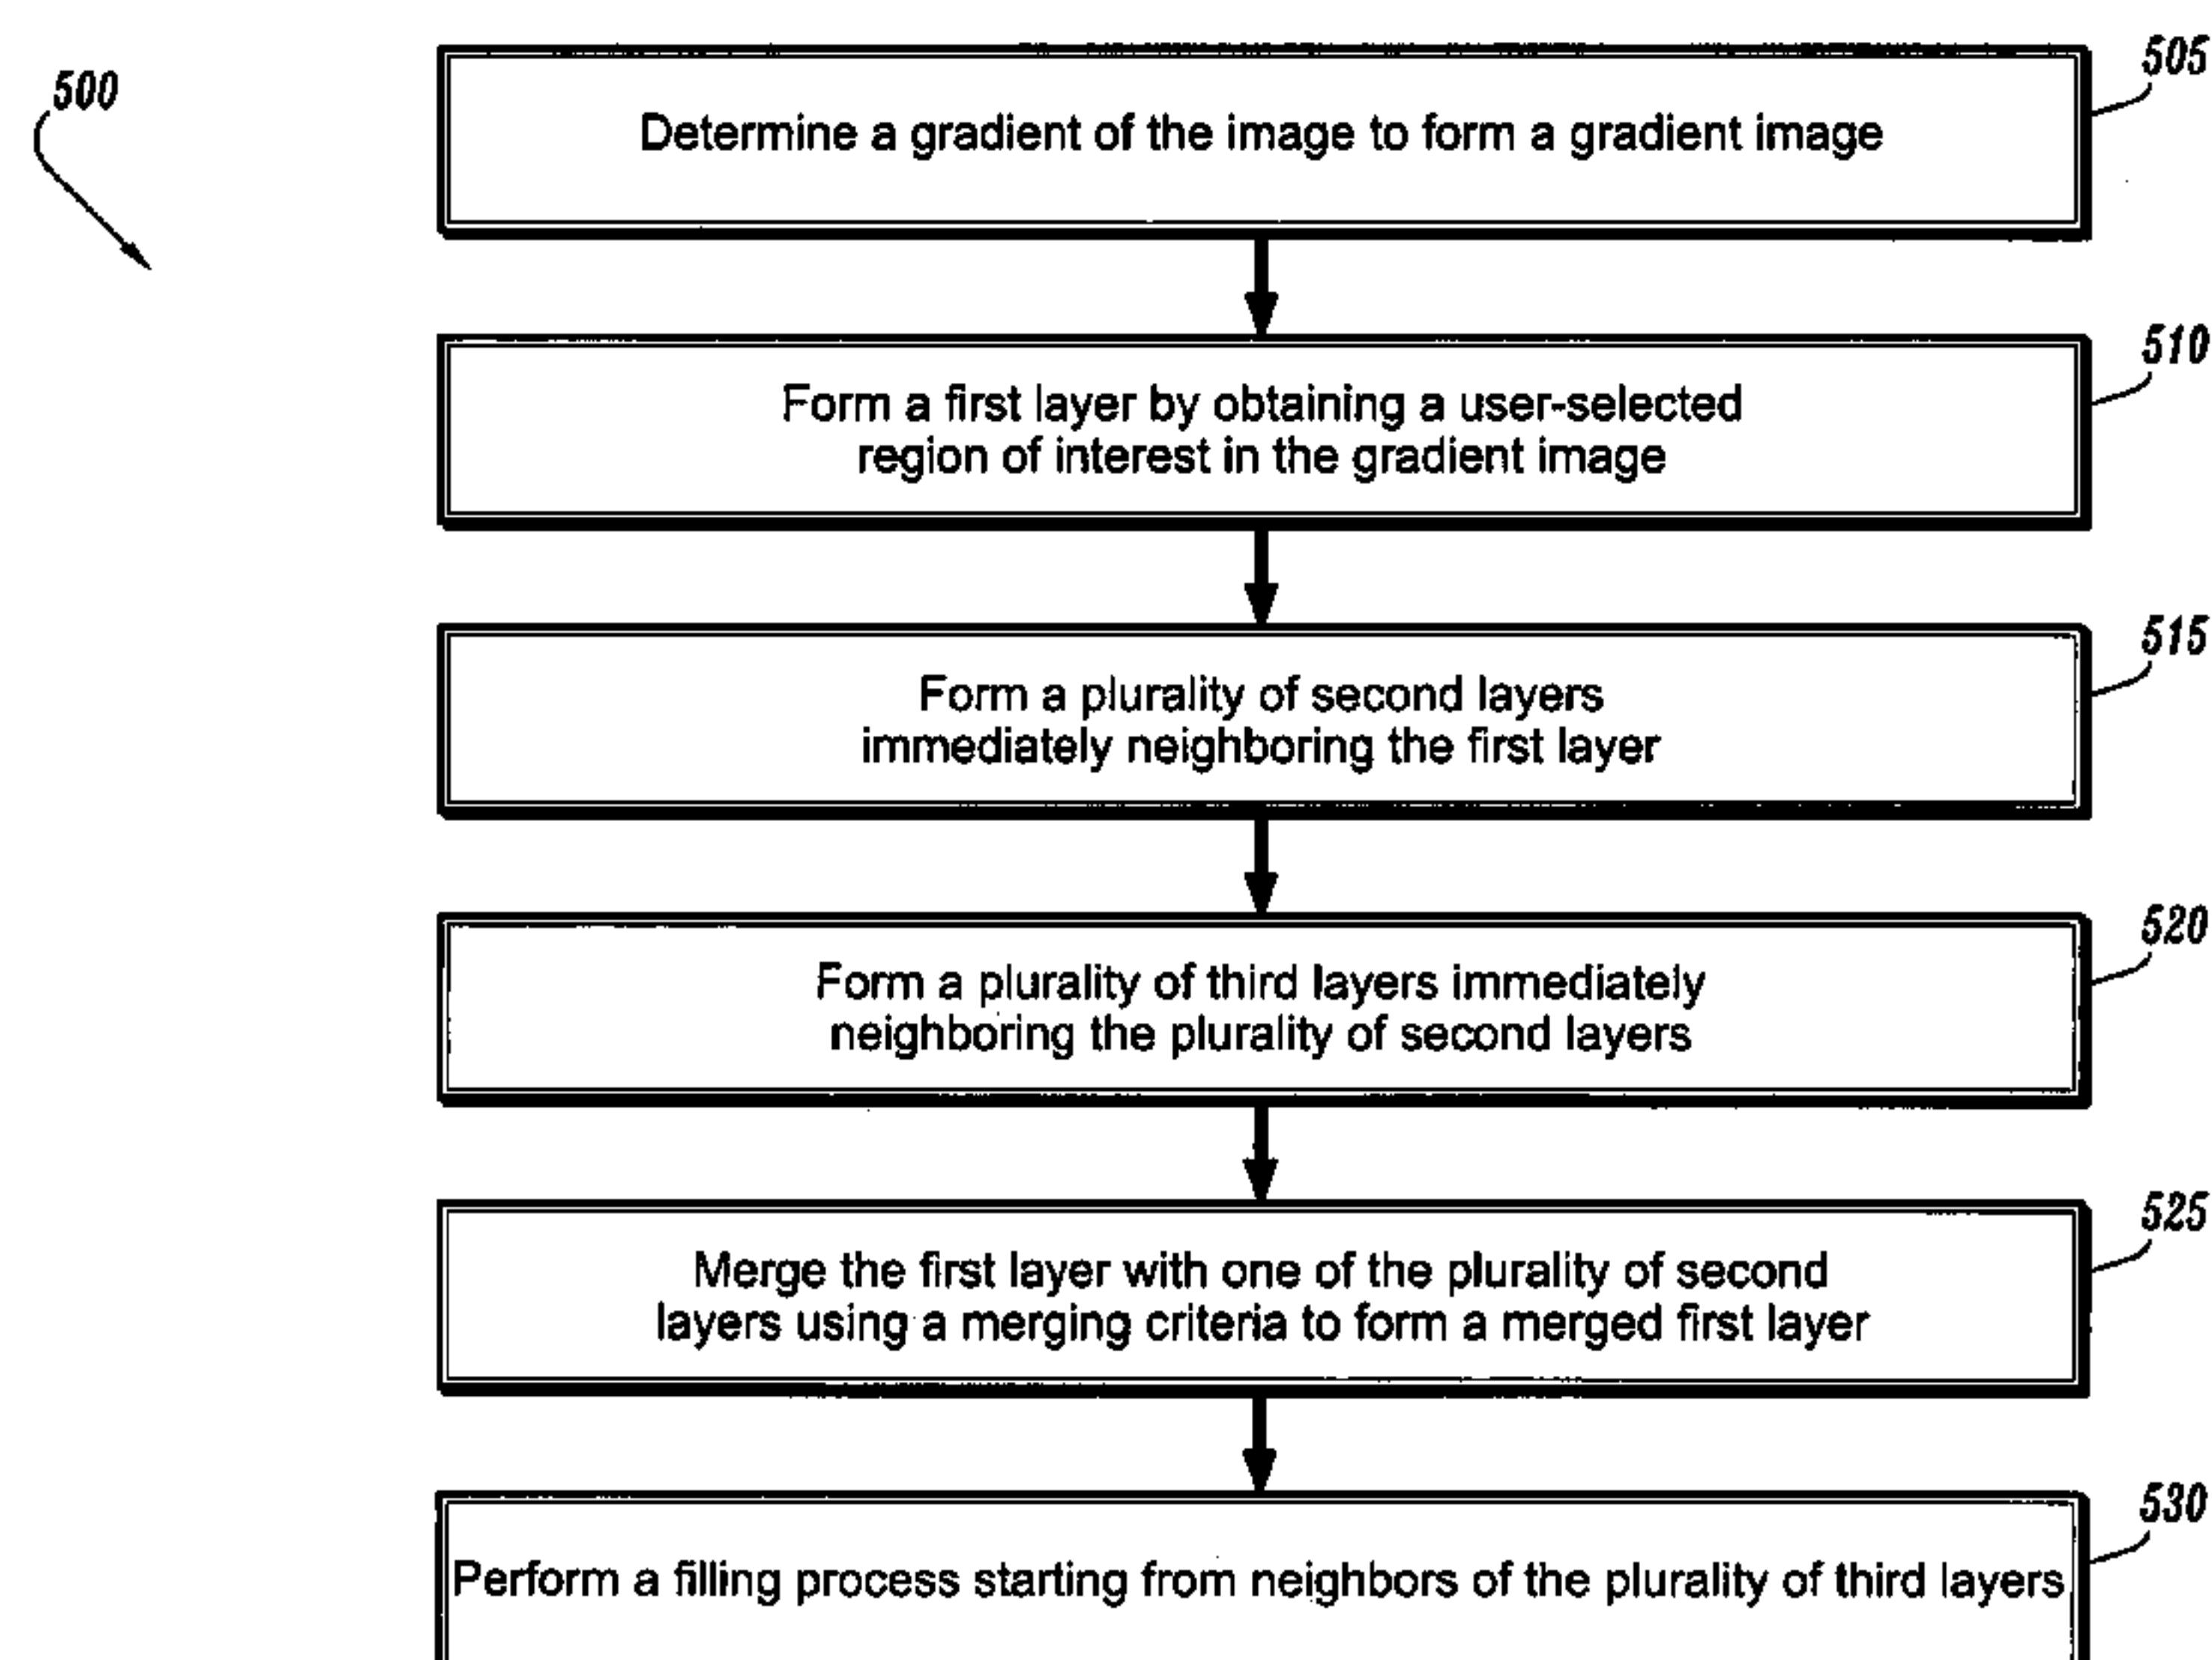 500
505
Determine a gradient of the image to form a gradient image
510
Form a first layer by obtaining a user-selected
region of interest in the gradient image
515
Form a plurality of second layers
immediately neighboring the first layer
520
Form a plurality of third layers immediately
neighboring the plurality of second layers
525
Merge the first layer with one of the plurality of second
layers using a merging criteria to form a merged first layer
530
Perform a filling process starting from neighbors of the plurality of third layers